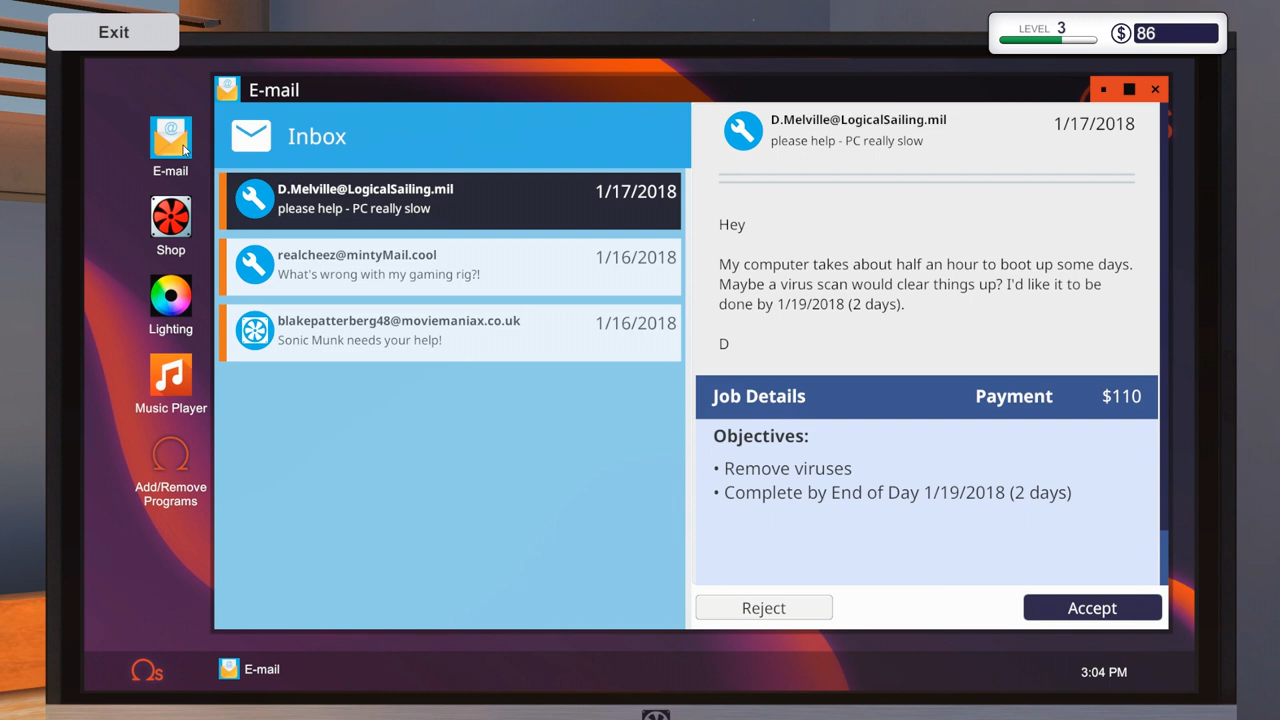 Exit
LEVEL 3
$ 86
E-mail
E-mail
Shop
Lighting
Music Player
Add/Remove
Programs
Inbox
D.Melville@LogicalSailing.mil
1/17/2018
please help - PC really slow
realcheez@mintyMail.cool
1/16/2018
What's wrong with my gaming rig?!
blakepatterberg48@moviemaniax.co.uk
1/16/2018
Sonic Munk needs your help!
D.Melville@LogicalSailing.mil
1/17/2018
please help - PC really slow
Hey
My computer takes about half an hour to boot up some days.
Maybe a virus scan would clear things up? I'd like it to be
done by 1/19/2018 (2 days).
D
Job Details Payment $110
Objectives:
• Remove viruses
• Complete by End of Day 1/19/2018 (2 days)
Reject
Accept
Ωs
E-mail
3:04 PM